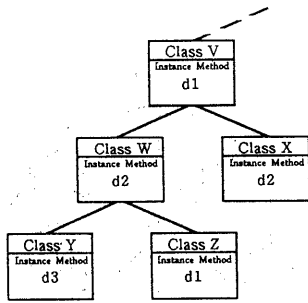 Class V
Instance Method
d1
Class W
Instance Method
d2
Class X
Instance Method
d2
Class Y
Instance Method
d3
Class Z
Instance Method
d1